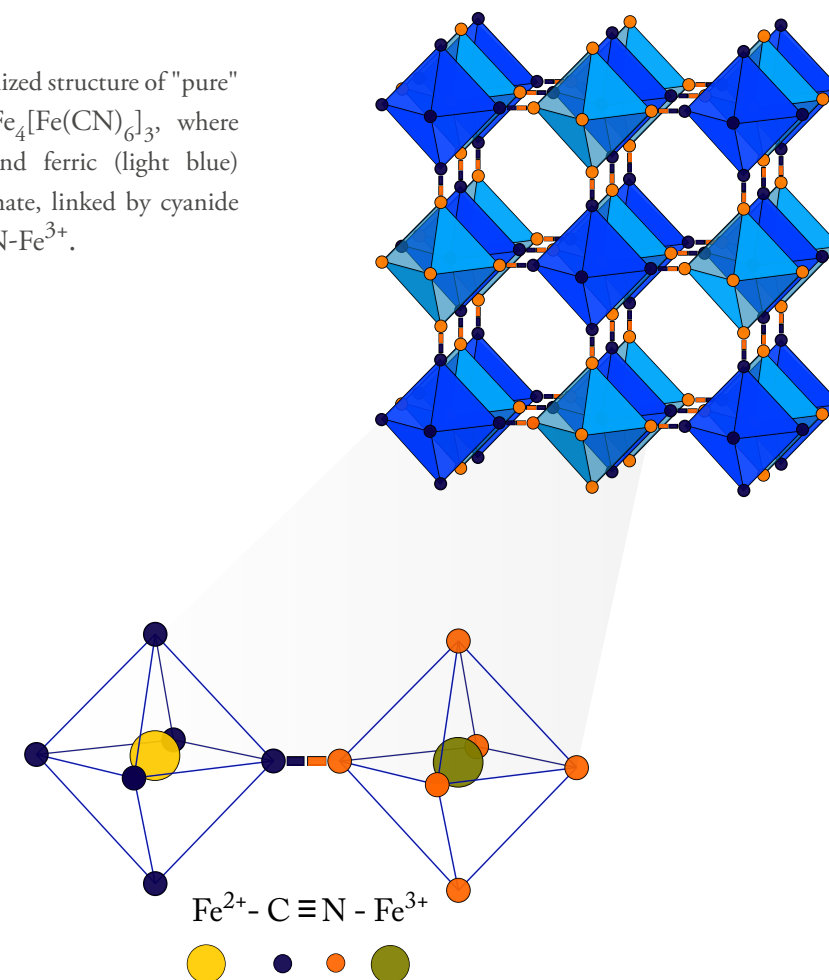 ized structure of "pure"
Fe₄[Fe(CN)₆]₃, where
nd ferric (light blue)
nate, linked by cyanide
N-Fe³⁺.
Fe²⁺- C ≡ N - Fe³⁺